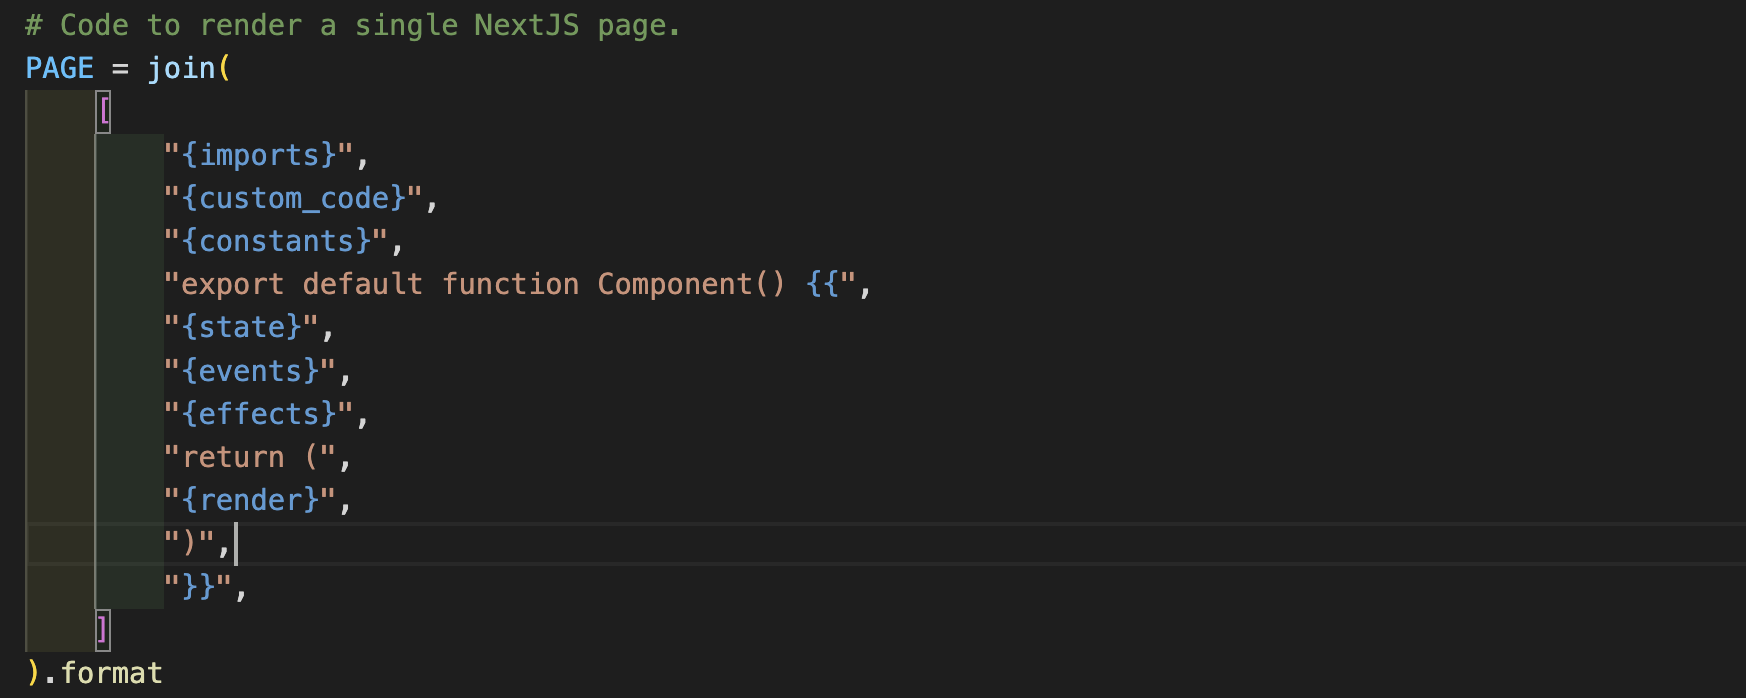 # Code to render a single NextJS page.
PAGE = join(
[
"{imports}",
"{custom_code}",
"{constants}",
"export default function Component() {{",
"{state}",
"{events}",
"{effects}",
"return (",
"{render}",
")",
"}}",
]
).format